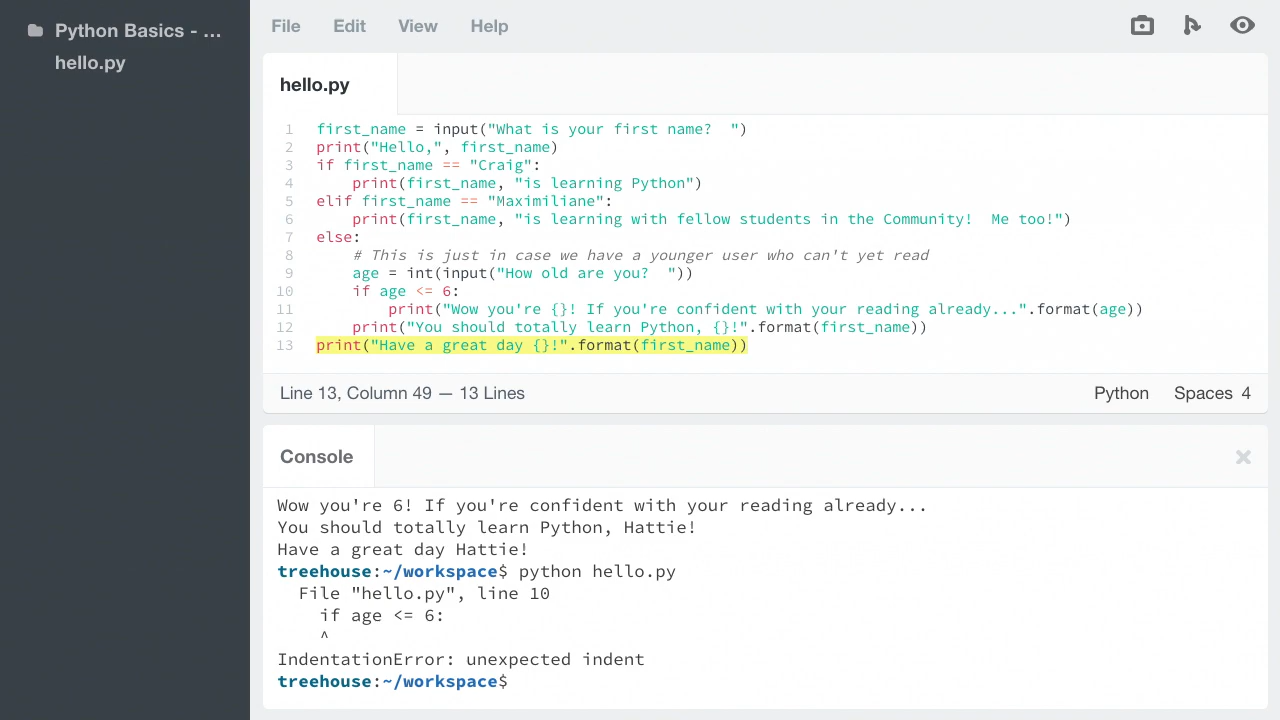 Python Basics - ...
hello.py
File Edit View Help
hello.py
1 first_name = input("What is your first name?  ")
2 print("Hello,", first_name)
3 if first_name == "Craig":
4     print(first_name, "is learning Python")
5 elif first_name == "Maximiliane":
6     print(first_name, "is learning with fellow students in the Community!  Me too!")
7 else:
8     # This is just in case we have a younger user who can't yet read
9     age = int(input("How old are you?  "))
10     if age <= 6:
11         print("Wow you're {}! If you're confident with your reading already...".format(age))
12     print("You should totally learn Python, {}!".format(first_name))
13 print("Have a great day {}!".format(first_name))
Line 13, Column 49 — 13 Lines Python Spaces 4
Console
Wow you're 6! If you're confident with your reading already...
You should totally learn Python, Hattie!
Have a great day Hattie!
treehouse:~/workspace$ python hello.py
  File "hello.py", line 10
    if age <= 6:
    ^
IndentationError: unexpected indent
treehouse:~/workspace$